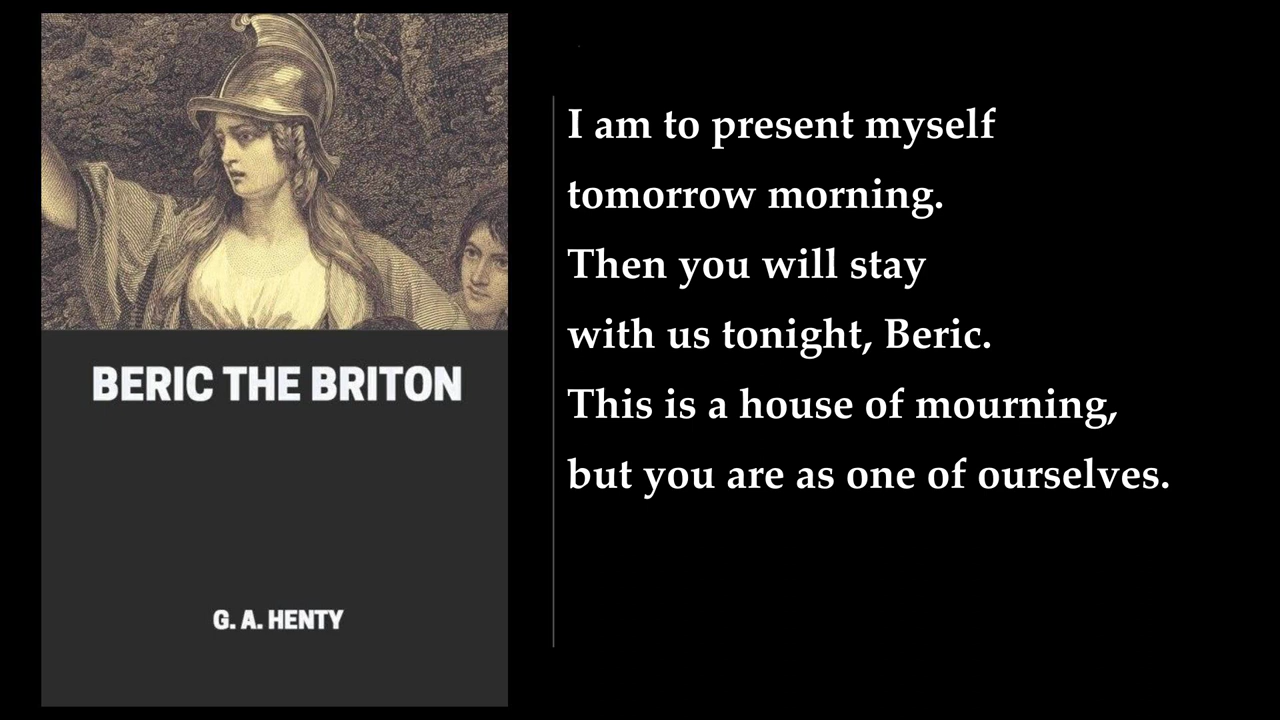 BERIC THE BRITON
G. A. HENTY
I am to present myself
tomorrow morning.
Then you will stay
with us tonight, Beric.
This is a house of mourning,
but you are as one of ourselves.